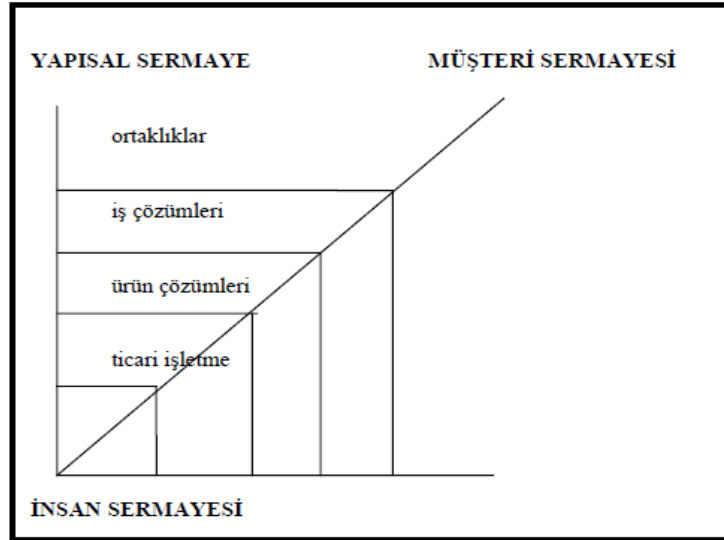 YAPISAL SERMAYE
MÜŞTERİ SERMAYESİ
ortaklıklar
iş çözümleri
ürün çözümleri
ticari işletme
İNSAN SERMAYESİ